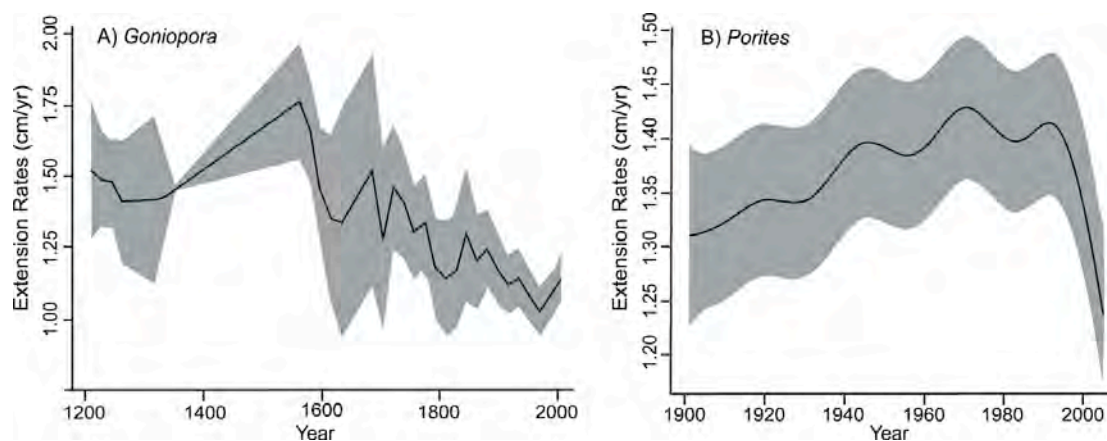 A) Goniopora
Extension Rates (cm/yr)
2.00
1.75
1.50
1.25
1.00
1200 1400 1600 1800 2000
Year
B) Porites
Extension Rates (cm/yr)
1.50
1.45
1.40
1.35
1.30
1.25
1.20
1900 1920 1940 1960 1980 2000
Year